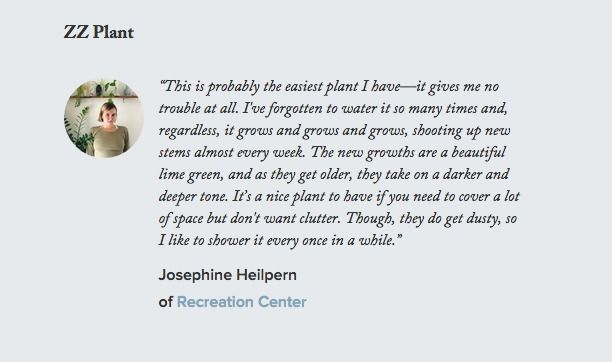 ZZ Plant
“This is probably the easiest plant I have—it gives me no
trouble at all. I've forgotten to water it so many times and,
regardless, it grows and grows and grows, shooting up new
stems almost every week. The new growths are a beautiful
lime green, and as they get older, they take on a darker and
deeper tone. It’s a nice plant to have if you need to cover a lot
of space but don't want clutter. Though, they do get dusty, so
I like to shower it every once in a while.”
Josephine Heilpern
of Recreation Center